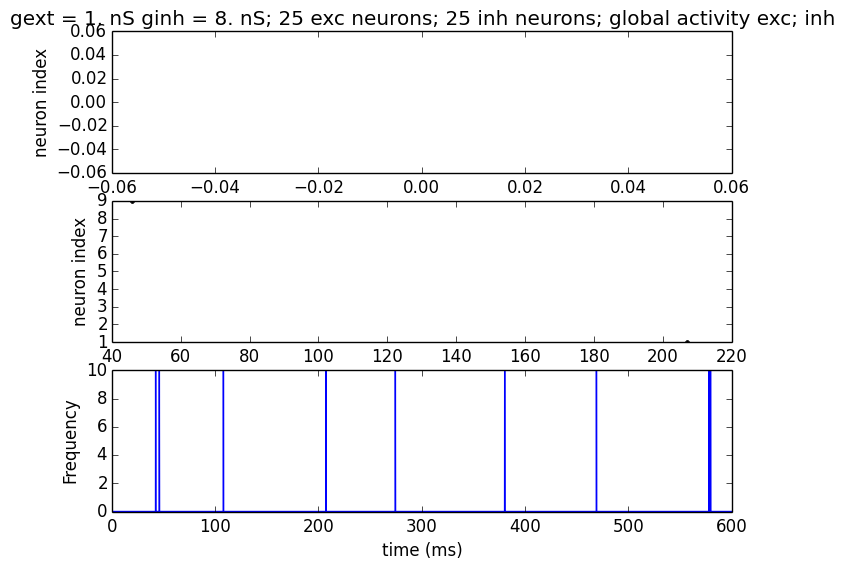 gext = 1. nS ginh = 8. nS; 25 exc neurons; 25 inh neurons; global activity exc; inh
0.06
0.04
0.02
0.00
−0.02
−0.04
−0.06
neuron index
−0.06 −0.04 −0.02 0.00 0.02 0.04 0.06
9
8
7
6
5
4
3
2
1
neuron index
40 60 80 100 120 140 160 180 200 220
10
8
6
4
2
0
Frequency
0 100 200 300 400 500 600
time (ms)